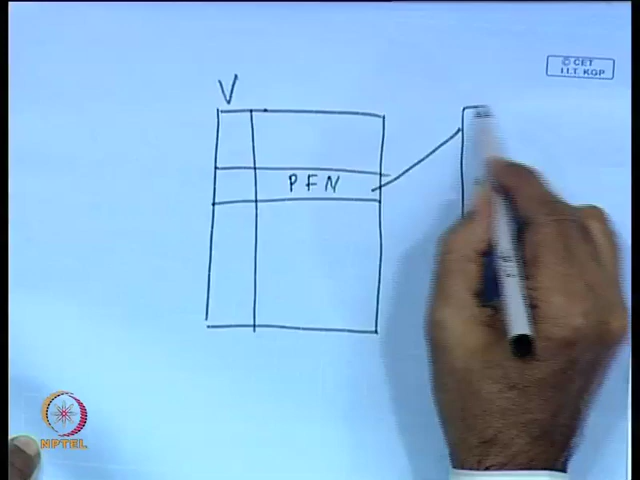 © CET
I.I.T. KGP
V
PFN
NPTEL